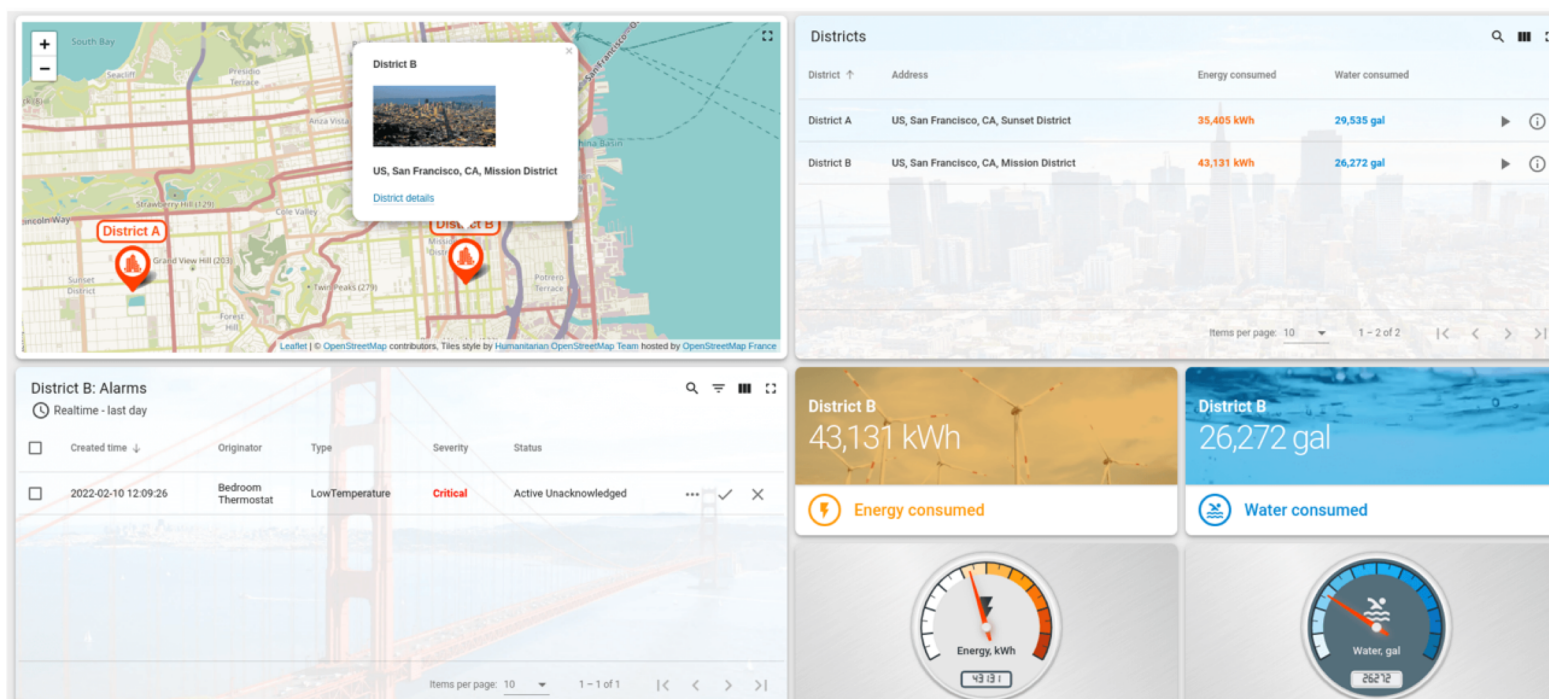 +
−
South Bay
Seacliff
Presidio
Terrace
Anza Vista
China Basin
Strawberry Hill (129)
Lincoln Way
Cole Valley
District A
District B
Grand View Hill (203)
Sunset
District
Twin Peaks (279)
Potrero
Terrace
Forest
Hill
District B
×
US, San Francisco, CA, Mission District
District details
Leaflet | © OpenStreetMap contributors, Tiles style by Humanitarian OpenStreetMap Team hosted by OpenStreetMap France
Districts
District ↑ Address Energy consumed Water consumed
District A US, San Francisco, CA, Sunset District 35,405 kWh 29,535 gal
District B US, San Francisco, CA, Mission District 43,131 kWh 26,272 gal
Items per page: 10 1 – 2 of 2
District B: Alarms
Realtime - last day
Created time ↓ Originator Type Severity Status
2022-02-10 12:09:26 Bedroom Thermostat LowTemperature Critical Active Unacknowledged
Items per page: 10 1 – 1 of 1
District B
43,131 kWh
Energy consumed
District B
26,272 gal
Water consumed
Energy, kWh
43131
Water, gal
26272